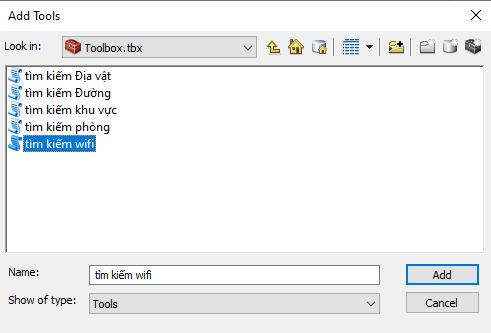 Add Tools
Look in: Toolbox.tbx
tìm kiếm Địa vật
tìm kiếm Đường
tìm kiếm khu vực
tìm kiếm phòng
tìm kiếm wifi
Name: tìm kiếm wifi Add
Show of type: Tools Cancel